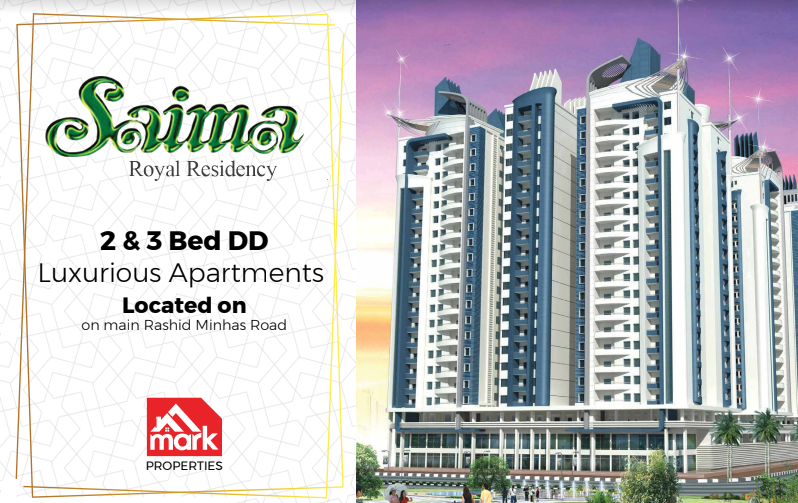 Saima
Royal Residency
2 & 3 Bed DD
Luxurious Apartments
Located on
on main Rashid Minhas Road
mark
PROPERTIES